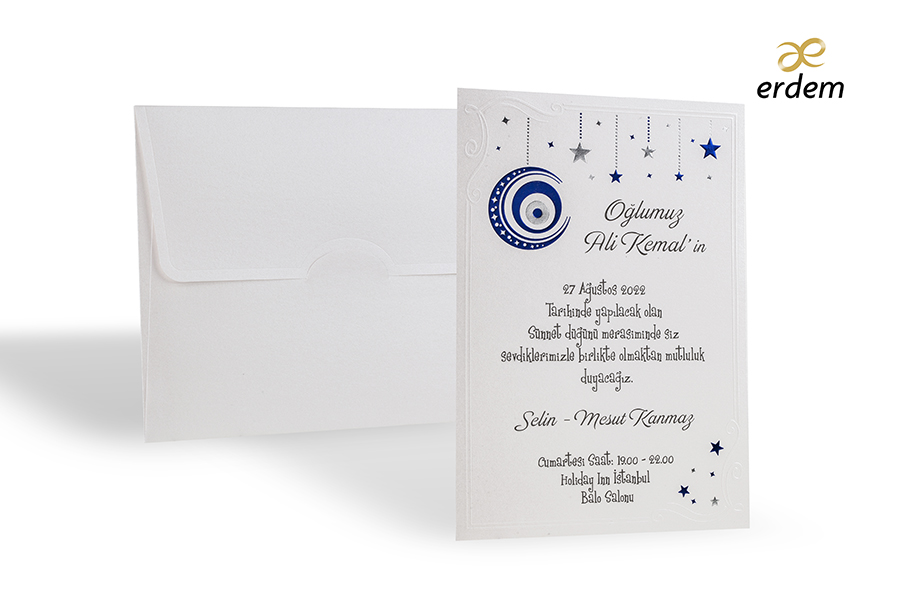 erdem
Oğlumuz
Ali Kemal' in
27 Ağustos 2022
Tarihinde yapılacak olan
Sünnet düğünü merasiminde siz
sevdiklerimizle birlikte olmaktan mutluluk
duyacağız.
Selin - Mesut Kanmaz
Cumartesi Saat: 19.00 - 22.00
Holiday Inn İstanbul
Balo Salonu